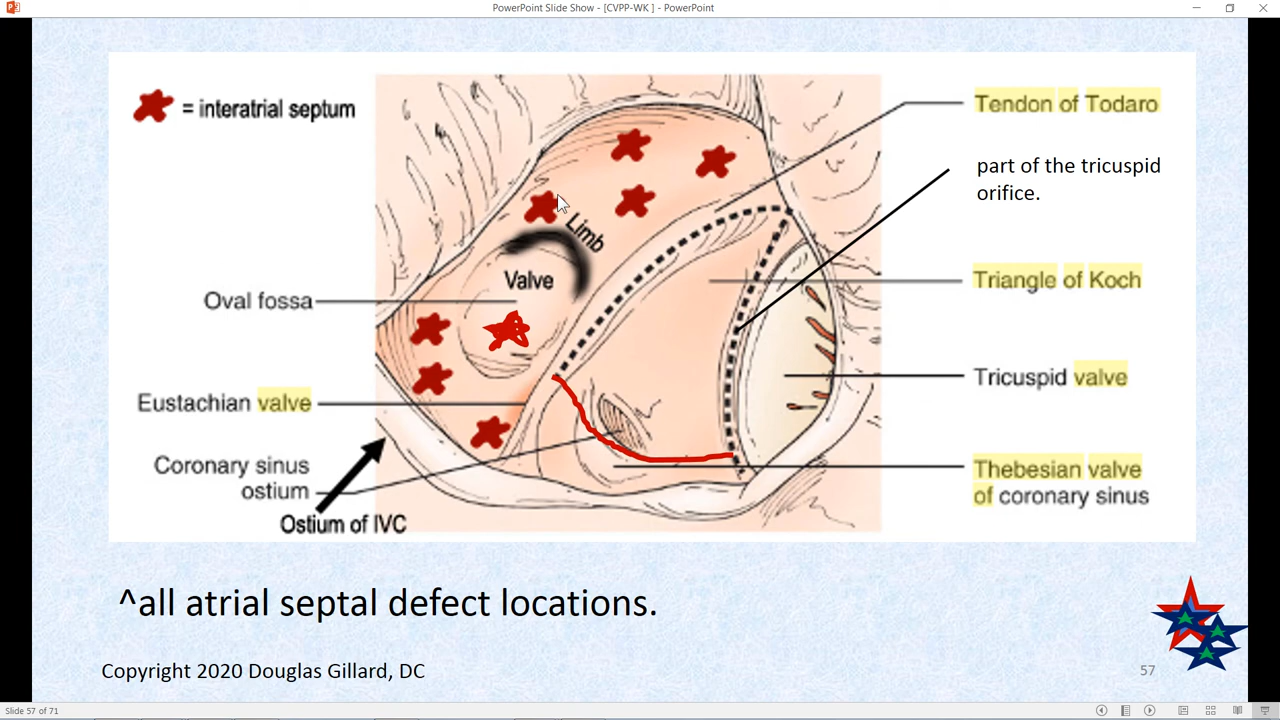 PowerPoint Slide Show - [CVPP-WK ] - PowerPoint
= interatrial septum
Tendon of Todaro
part of the tricuspid
orifice.
Limb
Valve
Triangle of Koch
Oval fossa
Tricuspid valve
Eustachian valve
Coronary sinus
ostium
Thebesian valve
of coronary sinus
Ostium of IVC
^all atrial septal defect locations.
Copyright 2020 Douglas Gillard, DC
57
Slide 57 of 71